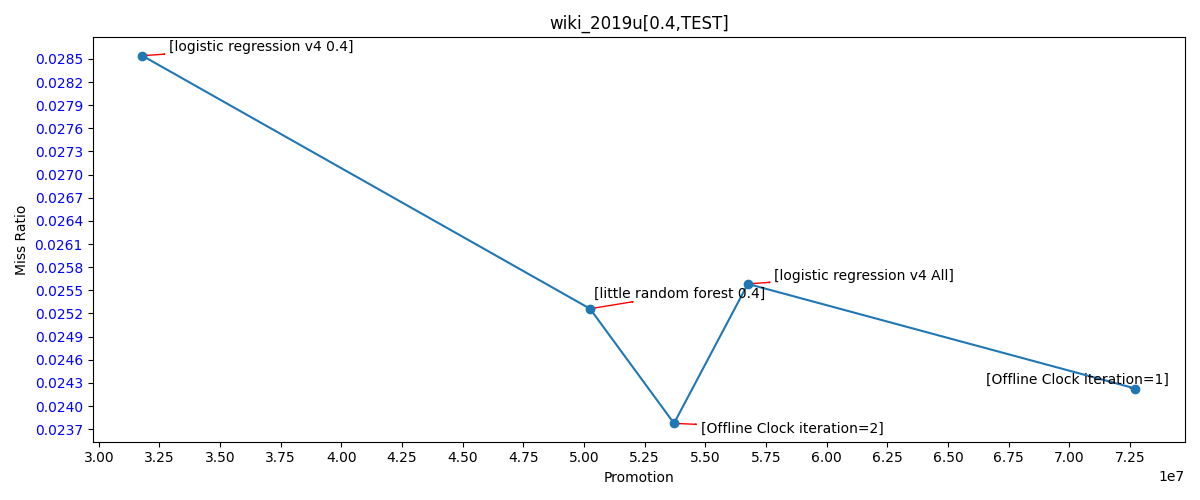 wiki_2019u[0.4,TEST]
[logistic regression v4 0.4]
[little random forest 0.4]
[logistic regression v4 All]
[Offline Clock iteration=1]
[Offline Clock iteration=2]
Miss Ratio
0.0285
0.0282
0.0279
0.0276
0.0273
0.0270
0.0267
0.0264
0.0261
0.0258
0.0255
0.0252
0.0249
0.0246
0.0243
0.0240
0.0237
3.00 3.25 3.50 3.75 4.00 4.25 4.50 4.75 5.00 5.25 5.50 5.75 6.00 6.25 6.50 6.75 7.00 7.25
Promotion
1e7